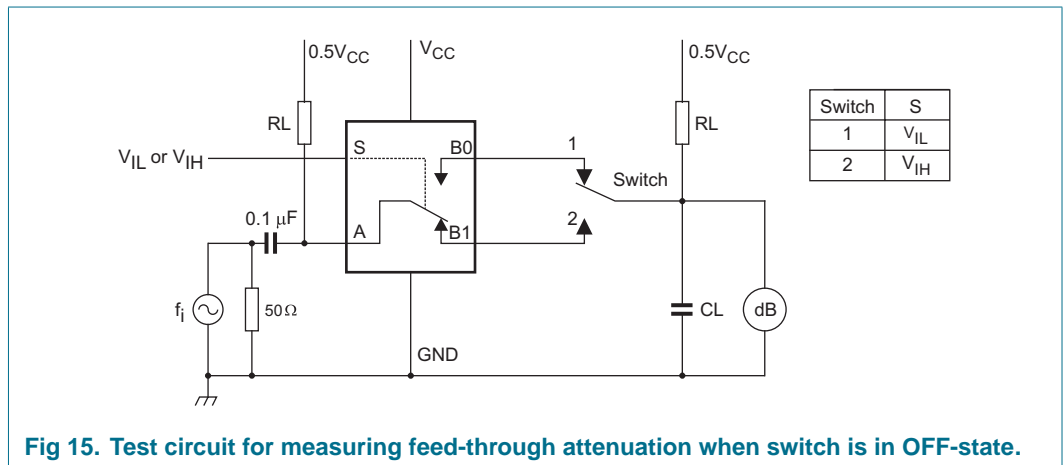 0.5VCC
VCC
0.5VCC
RL
RL
Switch S
1 VIL
2 VIH
VIL or VIH
S
B0
1
Switch
0.1 µF
A
B1
2
fi
50Ω
CL
dB
GND
Fig 15. Test circuit for measuring feed-through attenuation when switch is in OFF-state.